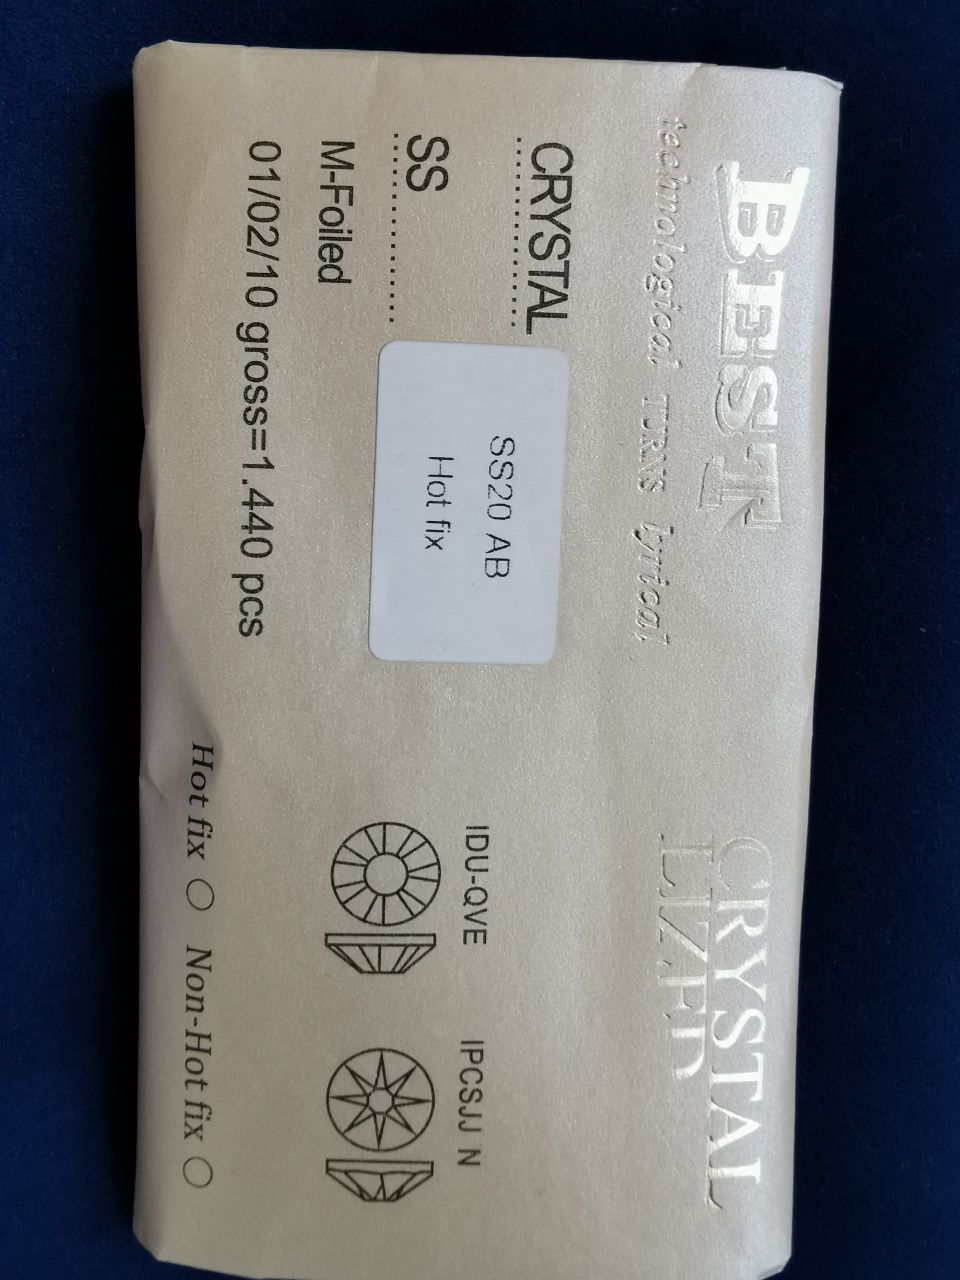 BEST
technological TURNS lyrical
CRYSTAL
LIZED
CRYSTAL
SS
M-Foiled
01/02/10 gross=1.440 pcs
SS20 AB
Hot fix
IDU-QVE
IPCSJJ N
Hot fix
Non-Hot fix